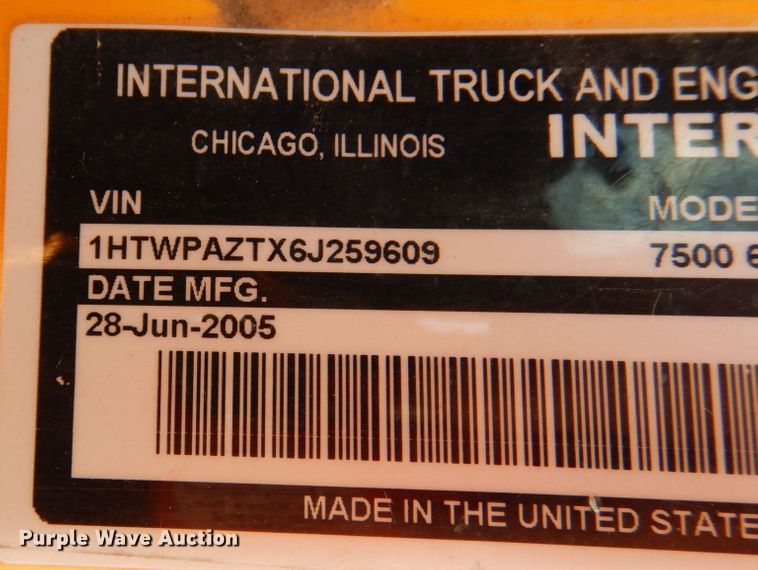 INTERNATIONAL TRUCK AND ENG
CHICAGO, ILLINOIS
INTER
VIN
MODE
1HTWPAZTX6J259609
7500 6
DATE MFG.
28-Jun-2005
MADE IN THE UNITED STATE
Purple Wave Auction